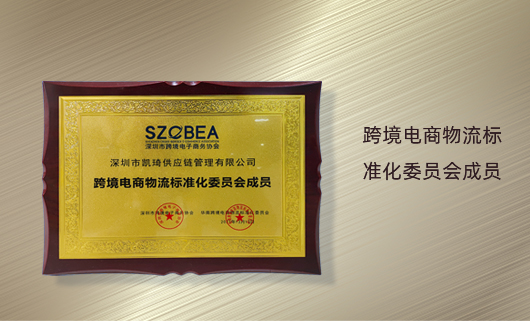 SZCBEA
深圳市跨境电子商务协会
深圳市凯琦供应链管理有限公司
跨境电商物流标准化委员会成员
跨境电商物流标
准化委员会成员